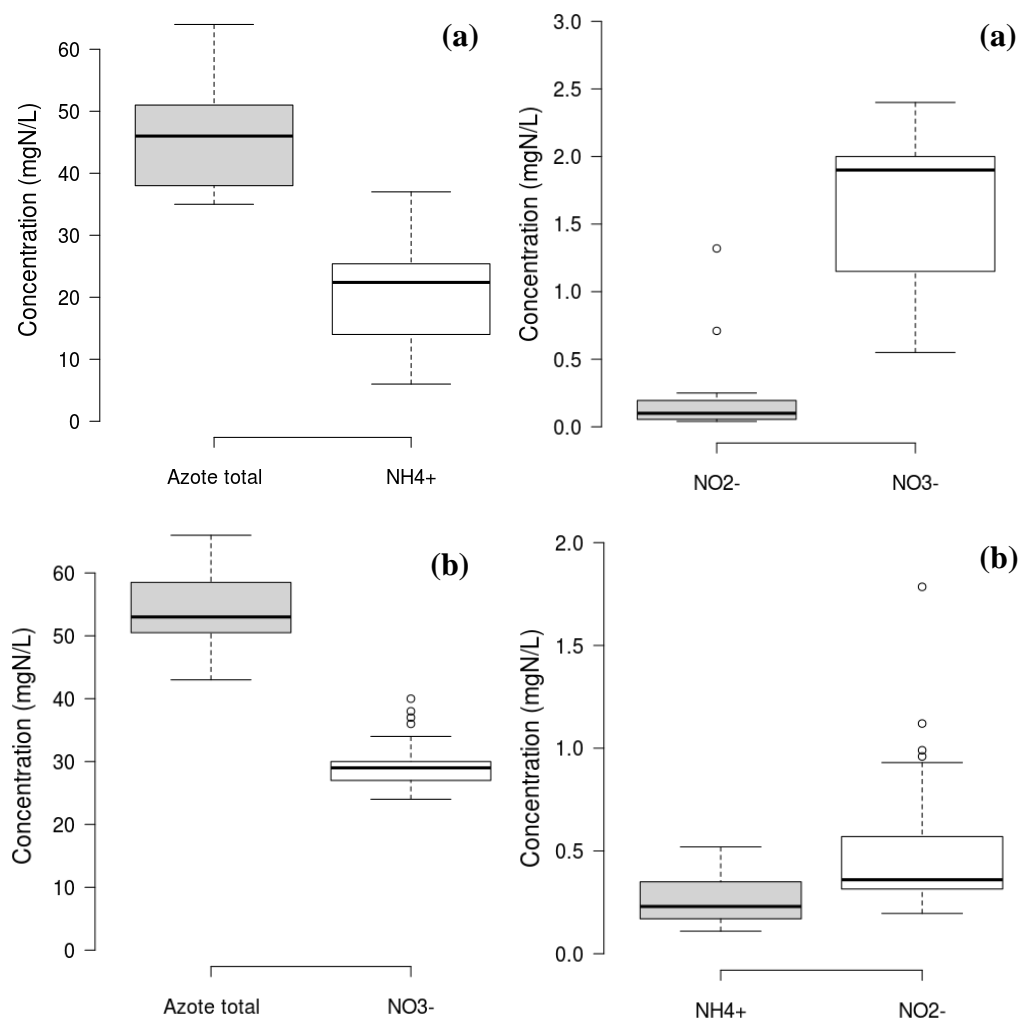 (a)
Concentration (mgN/L)
60
50
40
30
20
10
0
Azote total NH4+
(a)
Concentration (mgN/L)
3.0
2.5
2.0
1.5
1.0
0.5
0.0
NO2- NO3-
(b)
Concentration (mgN/L)
60
50
40
30
20
10
0
Azote total NO3-
(b)
Concentration (mgN/L)
2.0
1.5
1.0
0.5
0.0
NH4+ NO2-